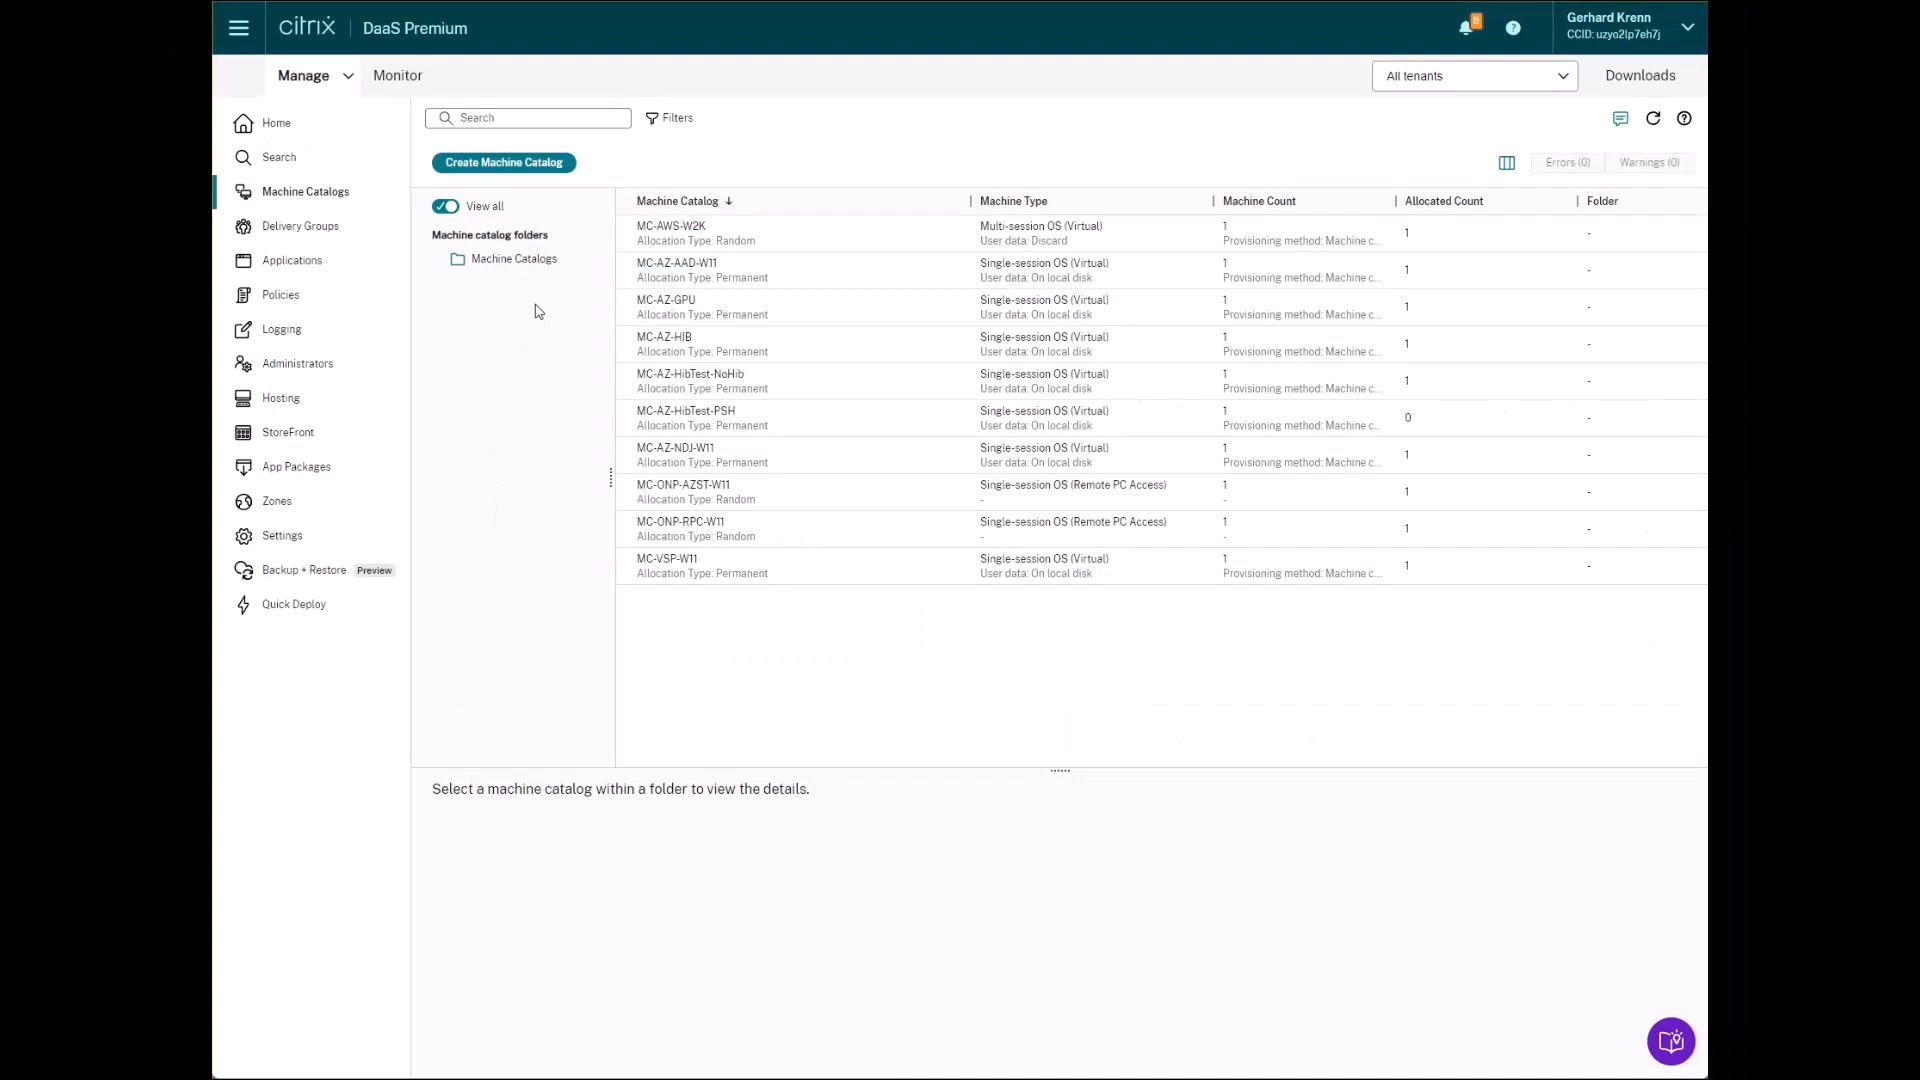 citrix
DaaS Premium
8
?
Gerhard Krenn
CCID: uzyo2lp7eh7j
Manage
Monitor
All tenants
Downloads
Home
Search
Machine Catalogs
Delivery Groups
Applications
Policies
Logging
Administrators
Hosting
StoreFront
App Packages
Zones
Settings
Backup + Restore Preview
Quick Deploy
Search
Filters
Create Machine Catalog
Errors (0)
Warnings (0)
View all
Machine catalog folders
Machine Catalogs
Machine Catalog ↓ Machine Type Machine Count Allocated Count Folder
MC-AWS-W2K Multi-session OS (Virtual) 1 1 -
Allocation Type: Random User data: Discard Provisioning method: Machine c...
MC-AZ-AAD-W11 Single-session OS (Virtual) 1 1 -
Allocation Type: Permanent User data: On local disk Provisioning method: Machine c...
MC-AZ-GPU Single-session OS (Virtual) 1 1 -
Allocation Type: Permanent User data: On local disk Provisioning method: Machine c...
MC-AZ-HIB Single-session OS (Virtual) 1 1 -
Allocation Type: Permanent User data: On local disk Provisioning method: Machine c...
MC-AZ-HibTest-NoHib Single-session OS (Virtual) 1 1 -
Allocation Type: Permanent User data: On local disk Provisioning method: Machine c...
MC-AZ-HibTest-PSH Single-session OS (Virtual) 1 0 -
Allocation Type: Permanent User data: On local disk Provisioning method: Machine c...
MC-AZ-NDJ-W11 Single-session OS (Virtual) 1 1 -
Allocation Type: Permanent User data: On local disk Provisioning method: Machine c...
MC-ONP-AZST-W11 Single-session OS (Remote PC Access) 1 1 -
Allocation Type: Random - -
MC-ONP-RPC-W11 Single-session OS (Remote PC Access) 1 1 -
Allocation Type: Random - -
MC-VSP-W11 Single-session OS (Virtual) 1 1 -
Allocation Type: Permanent User data: On local disk Provisioning method: Machine c...
Select a machine catalog within a folder to view the details.